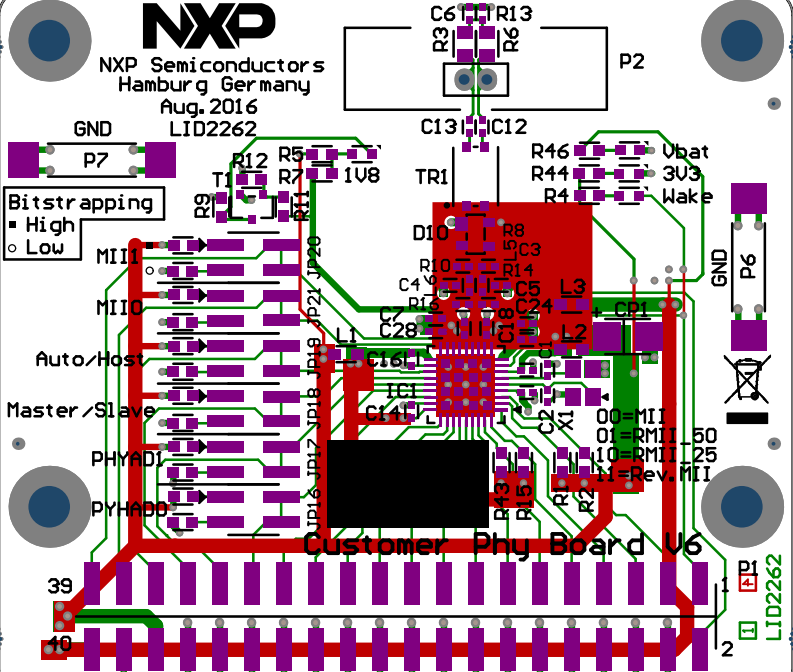 NXP
NXP Semiconductors
Hamburg Germany
Aug.2016
LID2262
C6 R13
R3 R6
P2
C13 C12
GND
P7
R12
R5
R7 1V8
T1
R9
R11
TR1
R46 Vbat
R44 3V3
R4 Wake
Bitstrapping
High
Low
D10
R8
L5
C3
R10
R14
C4
C5
C7
C28
C24
C18
L3
L2
CP1
GND
P6
MII1
JP20
MII0
JP21
Auto/Host
JP19
L1
C16
Master/Slave
JP18
IC1
C14
C1
C2
X1
00=MII
01=RMII_50
10=RMII_25
11=Rev.MII
PHYAD1
JP17
PYHAD0
JP16
R43
R15
R1
R2
Customer Phy Board V6
39
40
1
2
P1
4
1
LID2262